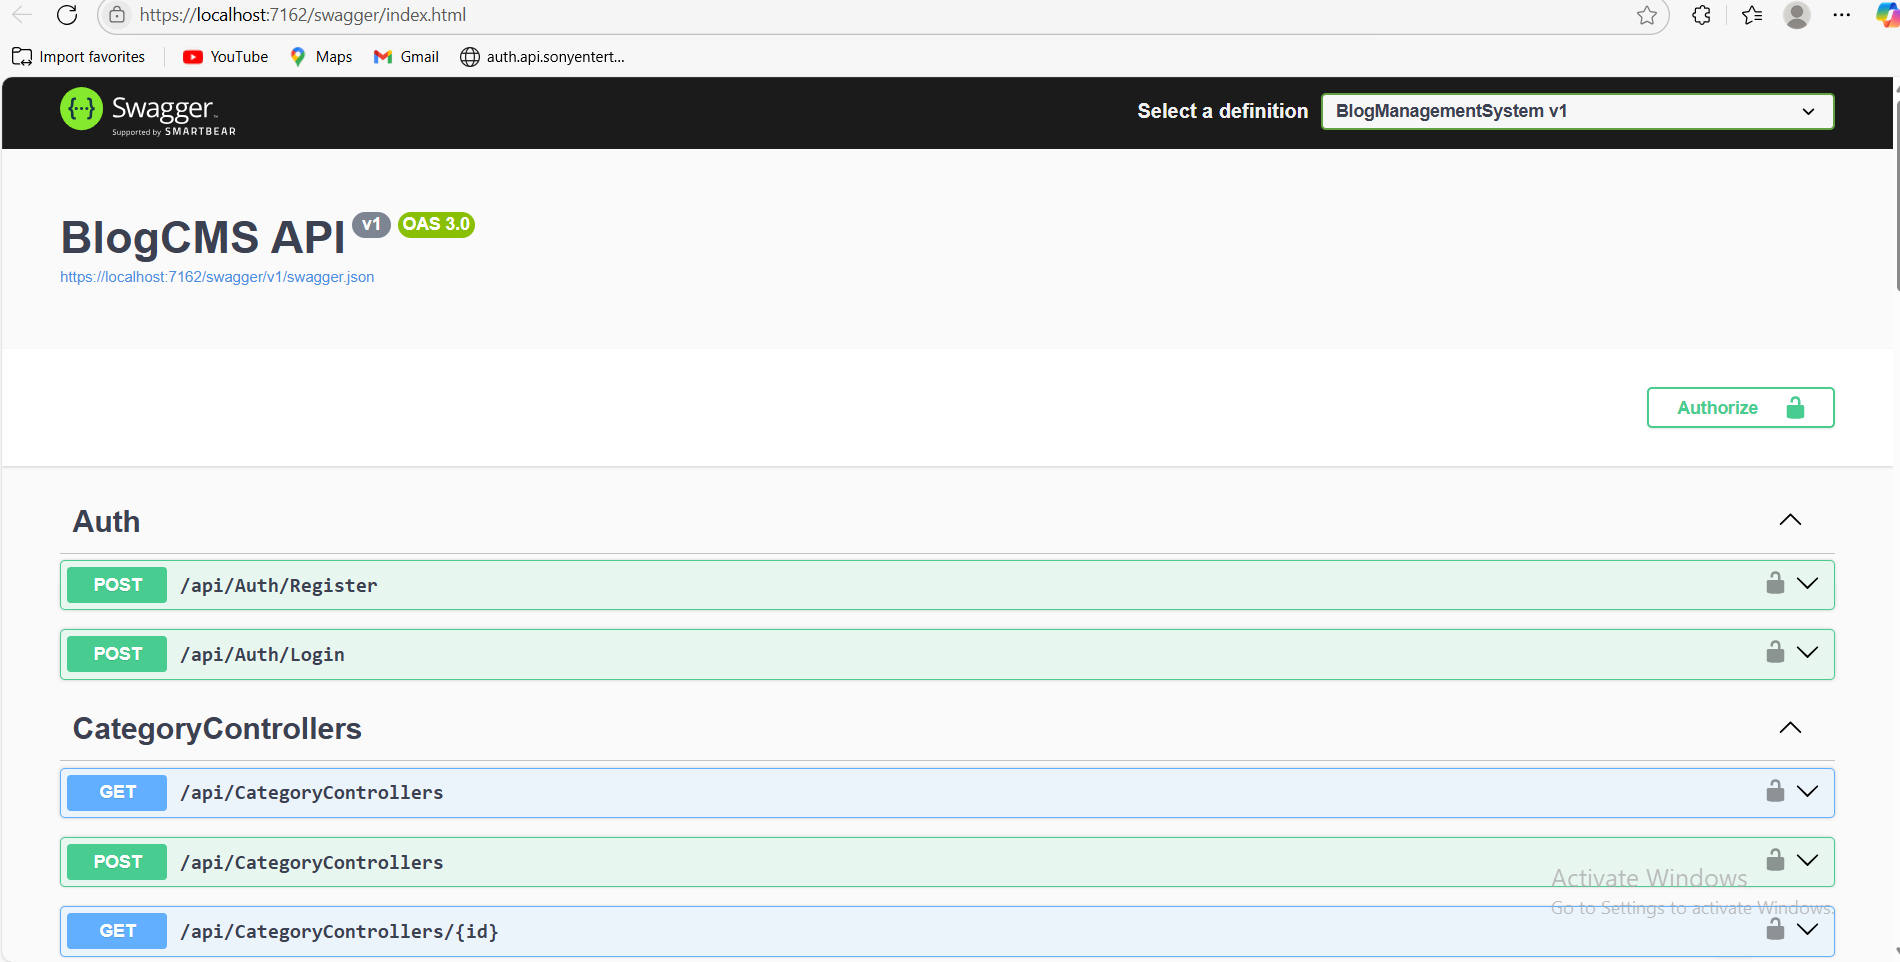 https://localhost:7162/swagger/index.html
Import favorites YouTube Maps Gmail auth.api.sonyentert...
Swagger
Supported by SMARTBEAR
Select a definition BlogManagementSystem v1
BlogCMS API v1 OAS 3.0
https://localhost:7162/swagger/v1/swagger.json
Authorize
Auth
POST /api/Auth/Register
POST /api/Auth/Login
CategoryControllers
GET /api/CategoryControllers
POST /api/CategoryControllers
Activate Windows
Go to Settings to activate Windows.
GET /api/CategoryControllers/{id}